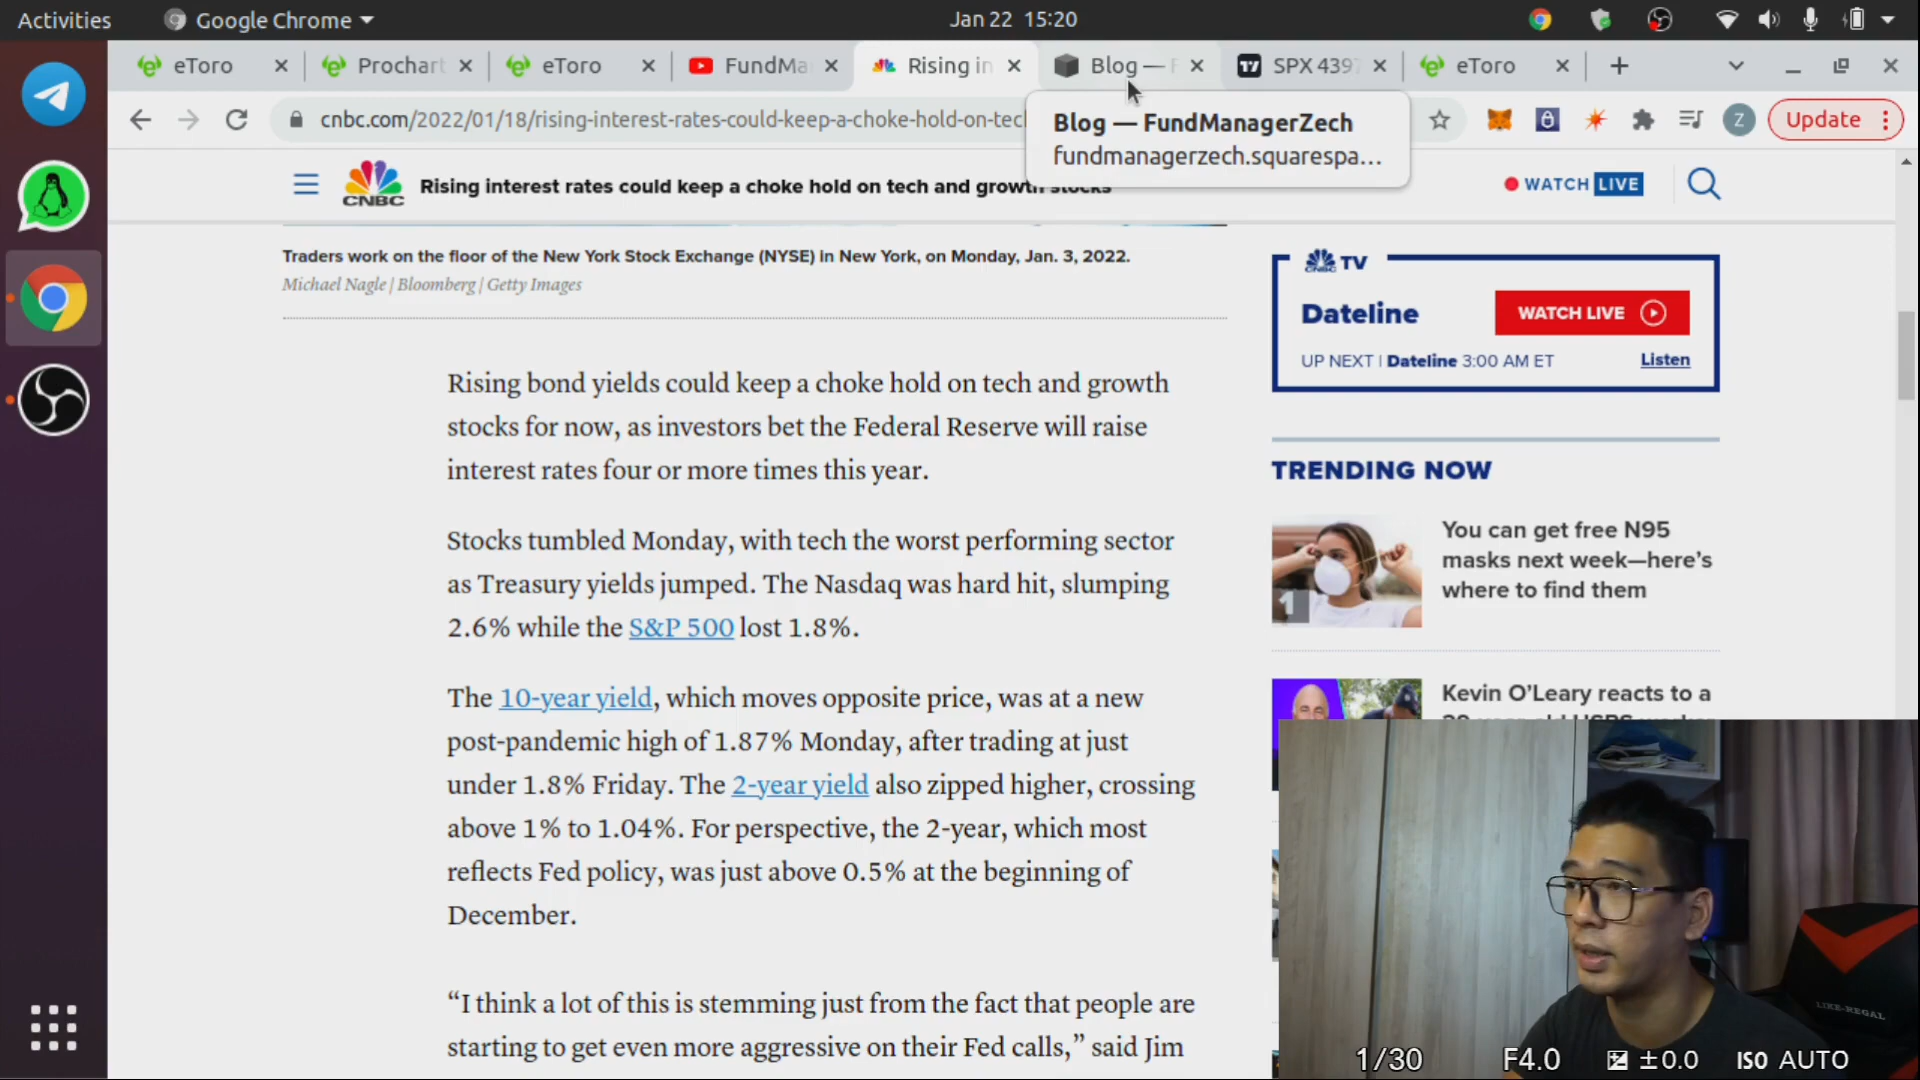 Activities
Google Chrome
Jan 22 15:20
eToro
Prochart
eToro
FundMa
Rising in
Blog — F
SPX 4397
eToro
cnbc.com/2022/01/18/rising-interest-rates-could-keep-a-choke-hold-on-tech
Z
Update
Blog — FundManagerZech
fundmanagerzech.squarespa...
CNBC
Rising interest rates could keep a choke hold on tech and growth stocks
WATCH LIVE
Traders work on the floor of the New York Stock Exchange (NYSE) in New York, on Monday, Jan. 3, 2022.
Michael Nagle | Bloomberg | Getty Images
Rising bond yields could keep a choke hold on tech and growth
stocks for now, as investors bet the Federal Reserve will raise
interest rates four or more times this year.
Stocks tumbled Monday, with tech the worst performing sector
as Treasury yields jumped. The Nasdaq was hard hit, slumping
2.6% while the S&P 500 lost 1.8%.
The 10-year yield, which moves opposite price, was at a new
post-pandemic high of 1.87% Monday, after trading at just
under 1.8% Friday. The 2-year yield also zipped higher, crossing
above 1% to 1.04%. For perspective, the 2-year, which most
reflects Fed policy, was just above 0.5% at the beginning of
December.
“I think a lot of this is stemming just from the fact that people are
starting to get even more aggressive on their Fed calls,” said Jim
CNBC TV
Dateline
WATCH LIVE
UP NEXT | Dateline 3:00 AM ET
Listen
TRENDING NOW
1
You can get free N95
masks next week—here’s
where to find them
Kevin O’Leary reacts to a
LIKE-REGAL
1/30 F4.0 ±0.0 ISO AUTO